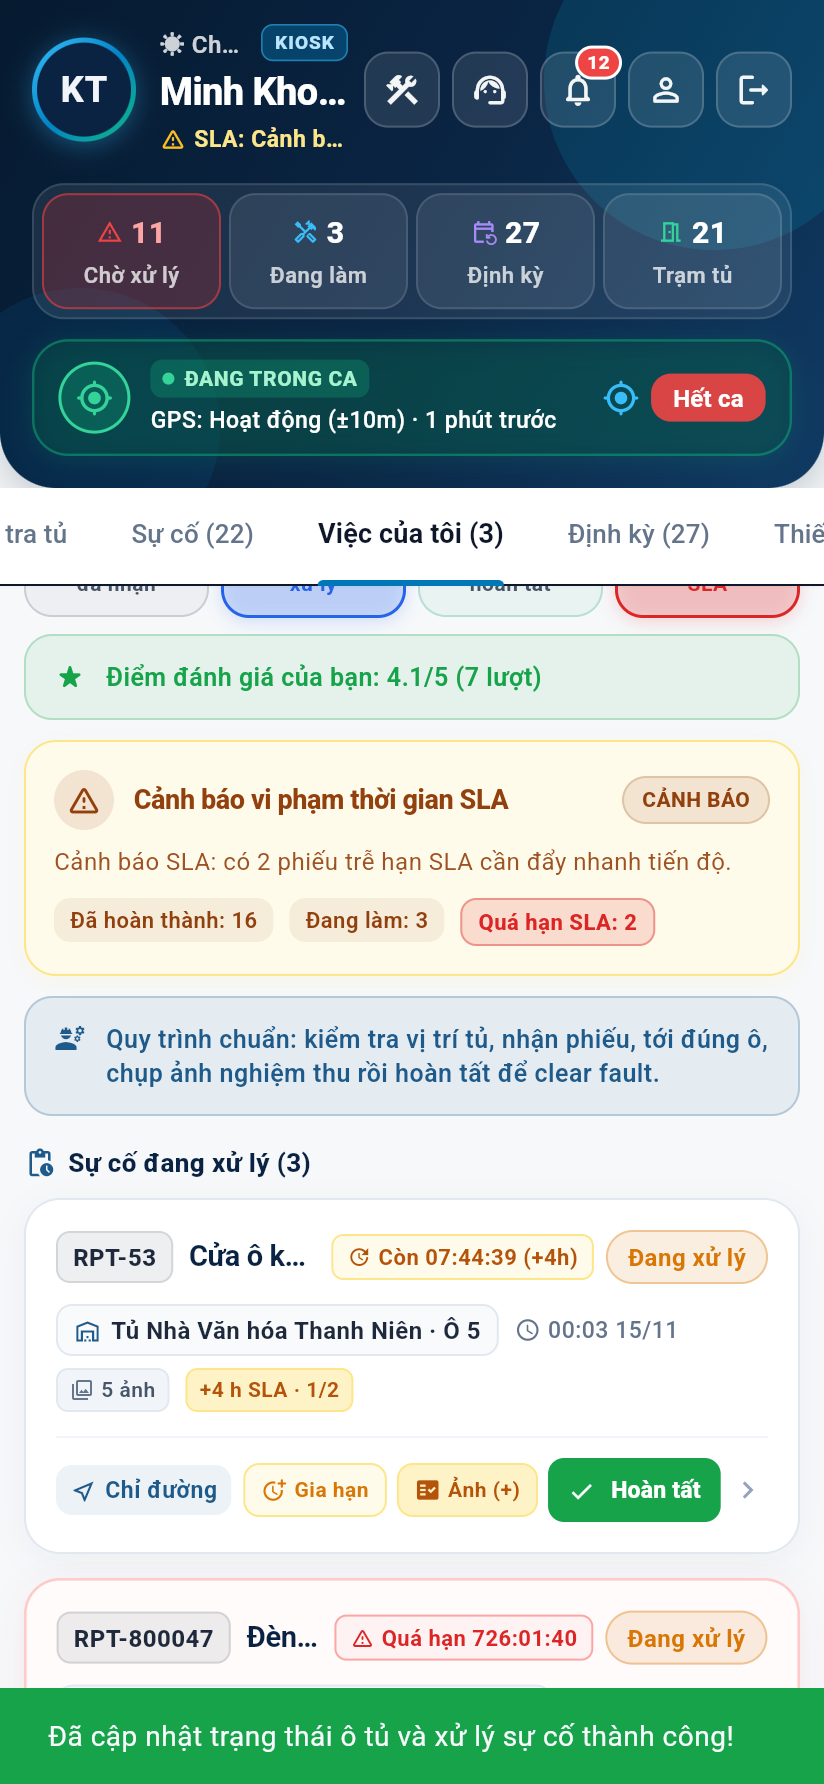 KT
Ch...
KIOSK
Minh Kho...
SLA: Cảnh b...
12
11
Chờ xử lý
3
Đang làm
27
Định kỳ
21
Trạm tủ
ĐANG TRONG CA
GPS: Hoạt động (±10m) · 1 phút trước
Hết ca
tra tủ
Sự cố (22)
Việc của tôi (3)
Định kỳ (27)
Thiế
đã nhận
xử lý
hoàn tất
SLA
Điểm đánh giá của bạn: 4.1/5 (7 lượt)
Cảnh báo vi phạm thời gian SLA
CẢNH BÁO
Cảnh báo SLA: có 2 phiếu trễ hạn SLA cần đẩy nhanh tiến độ.
Đã hoàn thành: 16
Đang làm: 3
Quá hạn SLA: 2
Quy trình chuẩn: kiểm tra vị trí tủ, nhận phiếu, tới đúng ô,
chụp ảnh nghiệm thu rồi hoàn tất để clear fault.
Sự cố đang xử lý (3)
RPT-53
Cửa ô k...
Còn 07:44:39 (+4h)
Đang xử lý
Tủ Nhà Văn hóa Thanh Niên · Ô 5
00:03 15/11
5 ảnh
+4 h SLA · 1/2
Chỉ đường
Gia hạn
Ảnh (+)
Hoàn tất
RPT-800047
Đèn...
Quá hạn 726:01:40
Đang xử lý
Đã cập nhật trạng thái ô tủ và xử lý sự cố thành công!